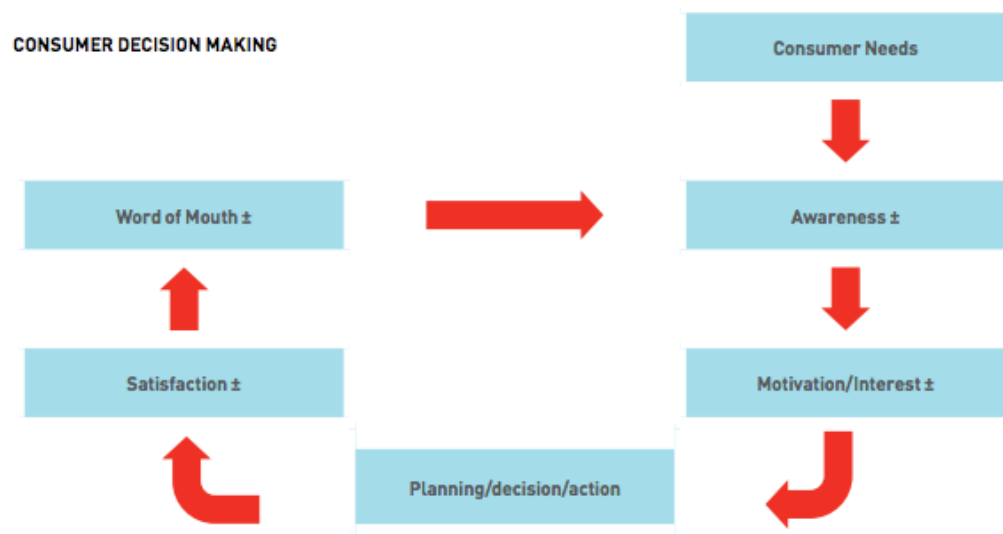 CONSUMER DECISION MAKING
Consumer Needs
Word of Mouth ±
Awareness ±
Satisfaction ±
Motivation/Interest ±
Planning/decision/action